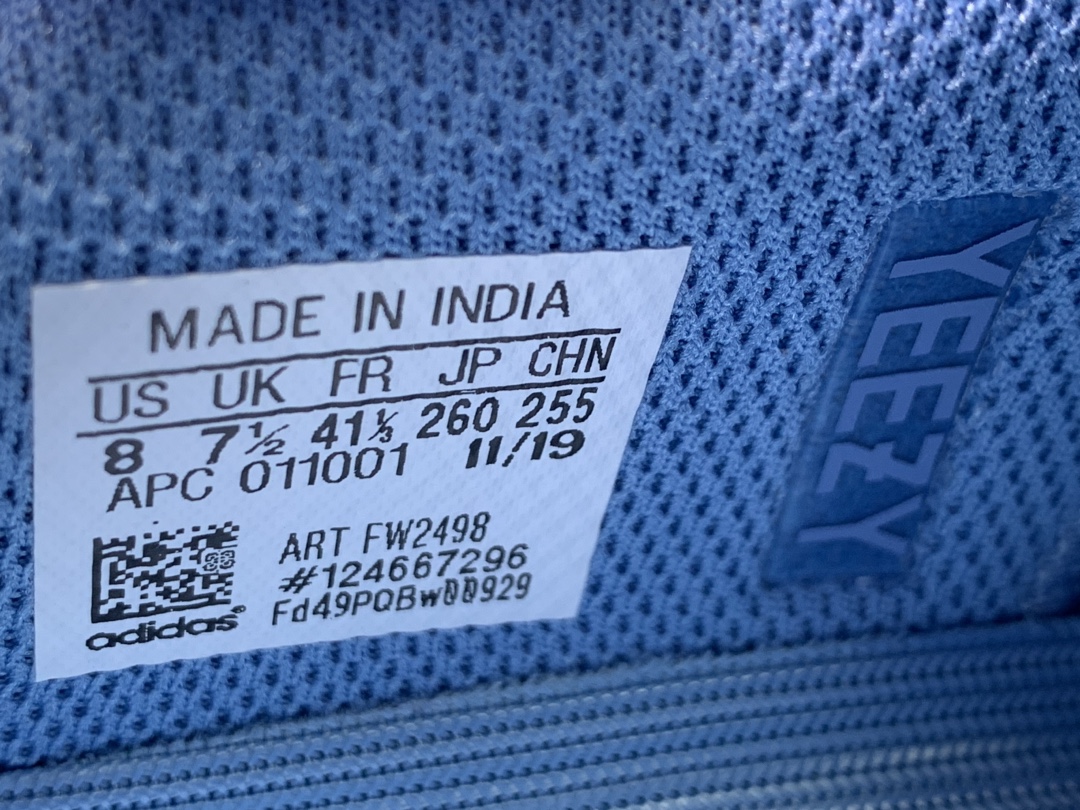 MADE IN INDIA
US UK FR JP CHN
8 7½ 41⅓ 260 255
APC 011001 11/19
ART FW2498
#124667296
Fd49PQBw00929
adidas®
YEEZY